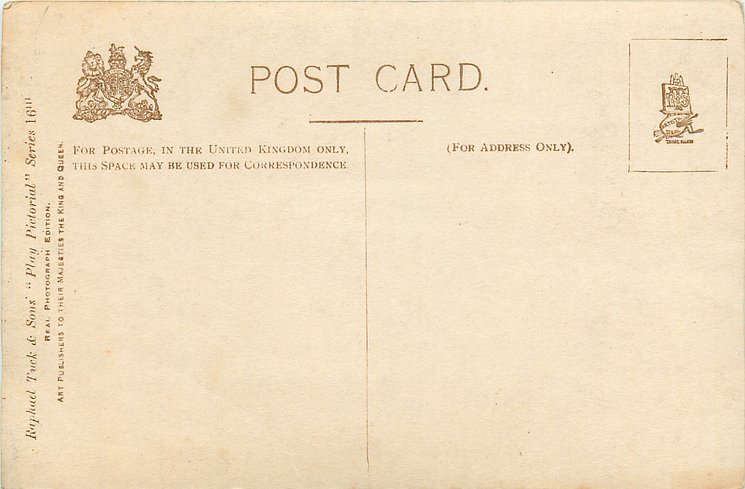 POST CARD.
FOR POSTAGE, IN THE UNITED KINGDOM ONLY,
THIS SPACE MAY BE USED FOR CORRESPONDENCE
(FOR ADDRESS ONLY).
Raphael Tuck & Sons' "Play Pictorial" Series 16III
REAL PHOTOGRAPH EDITION.
ART PUBLISHERS TO THEIR MAJESTIES THE KING AND QUEEN.
TRADE MARK